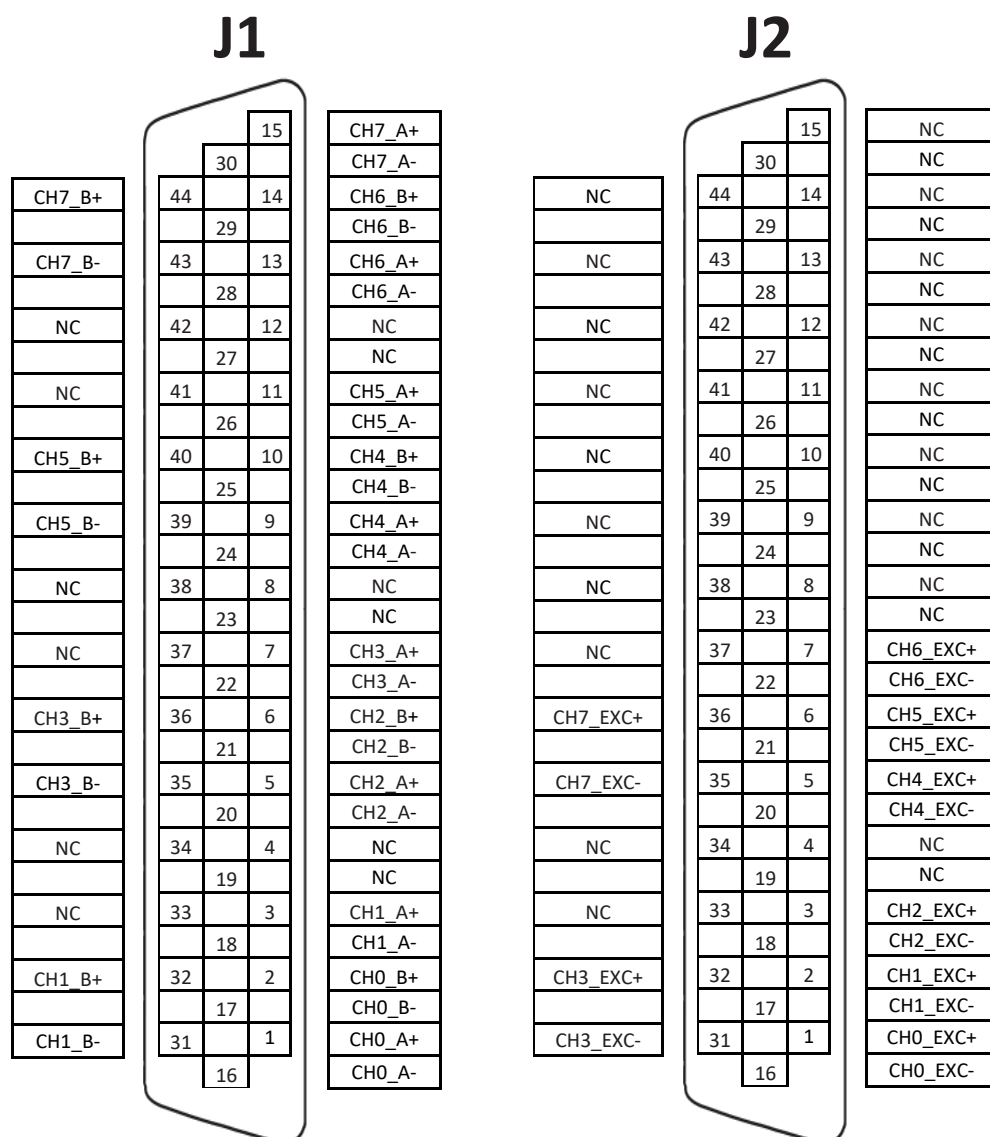 J1 J2
15 CH7_A+ 15 NC
30 CH7_A- 30 NC
CH7_B+ 44 14 CH6_B+ NC 44 14 NC
29 CH6_B- 29 NC
CH7_B- 43 13 CH6_A+ NC 43 13 NC
28 CH6_A- 28 NC
NC 42 12 NC NC 42 12 NC
27 NC 27 NC
NC 41 11 CH5_A+ NC 41 11 NC
26 CH5_A- 26 NC
CH5_B+ 40 10 CH4_B+ NC 40 10 NC
25 CH4_B- 25 NC
CH5_B- 39 9 CH4_A+ NC 39 9 NC
24 CH4_A- 24 NC
NC 38 8 NC NC 38 8 NC
23 NC 23 NC
NC 37 7 CH3_A+ NC 37 7 CH6_EXC+
22 CH3_A- 22 CH6_EXC-
CH3_B+ 36 6 CH2_B+ CH7_EXC+ 36 6 CH5_EXC+
21 CH2_B- 21 CH5_EXC-
CH3_B- 35 5 CH2_A+ CH7_EXC- 35 5 CH4_EXC+
20 CH2_A- 20 CH4_EXC-
NC 34 4 NC NC 34 4 NC
19 NC 19 NC
NC 33 3 CH1_A+ NC 33 3 CH2_EXC+
18 CH1_A- 18 CH2_EXC-
CH1_B+ 32 2 CH0_B+ CH3_EXC+ 32 2 CH1_EXC+
17 CH0_B- 17 CH1_EXC-
CH1_B- 31 1 CH0_A+ CH3_EXC- 31 1 CH0_EXC+
16 CH0_A- 16 CH0_EXC-